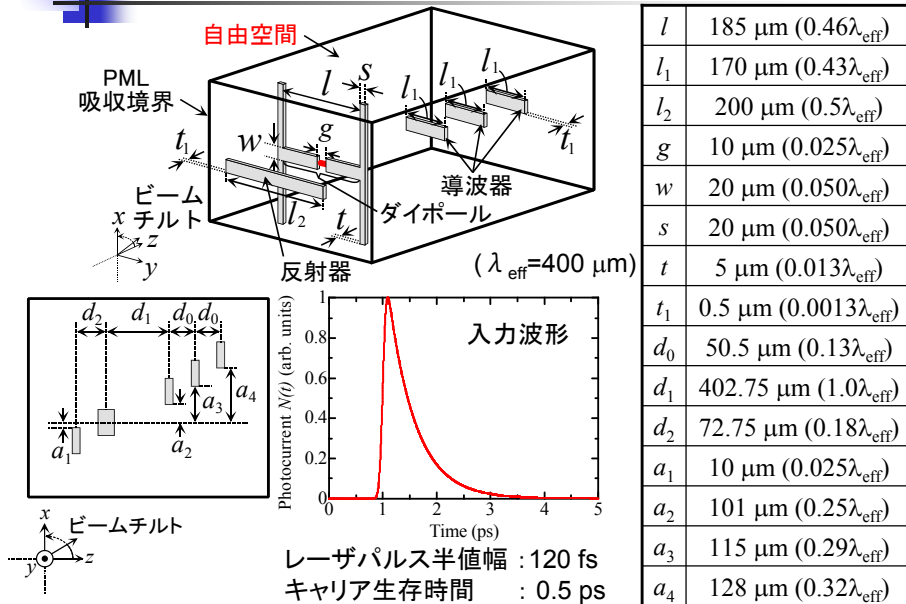 自由空間
PML
吸収境界
l
s
l₁
l₁
l₁
t₁
w
g
t₁
導波器
ビーム
チルト
l₂
ダイポール
t
x
z
y
反射器
(λeff=400 μm)
d₂
d₁
d₀
d₀
a₁
a₂
a₃
a₄
x
ビームチルト
y
z
入力波形
Photocurrent N(t) (arb. units)
1
0.8
0.6
0.4
0.2
0
0
1
2
3
4
5
Time (ps)
レーザパルス半値幅 : 120 fs
キャリア生存時間 : 0.5 ps
l 185 μm (0.46λeff)
l₁ 170 μm (0.43λeff)
l₂ 200 μm (0.5λeff)
g 10 μm (0.025λeff)
w 20 μm (0.050λeff)
s 20 μm (0.050λeff)
t 5 μm (0.013λeff)
t₁ 0.5 μm (0.0013λeff)
d₀ 50.5 μm (0.13λeff)
d₁ 402.75 μm (1.0λeff)
d₂ 72.75 μm (0.18λeff)
a₁ 10 μm (0.025λeff)
a₂ 101 μm (0.25λeff)
a₃ 115 μm (0.29λeff)
a₄ 128 μm (0.32λeff)